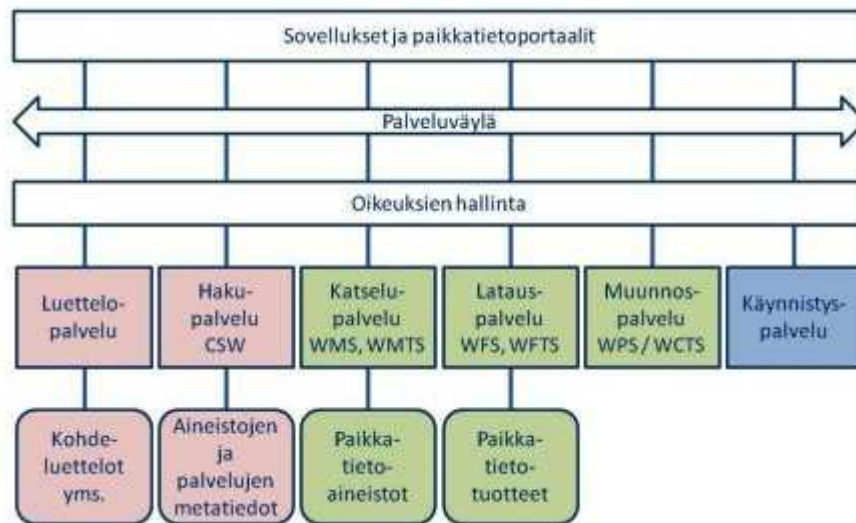 Sovellukset ja paikkatietoportaalit
Palveluväylä
Oikeuksien hallinta
Luettelo-
palvelu
Haku-
palvelu
CSW
Katselu-
palvelu
WMS, WMTS
Lataus-
palvelu
WFS, WFTS
Muunnos-
palvelu
WPS / WCTS
Käynnistys-
palvelu
Kohde-
luettelot
yms.
Aineistojen
ja
palvelujen
metatiedot
Paikka-
tieto-
aineistot
Paikka-
tieto-
tuotteet